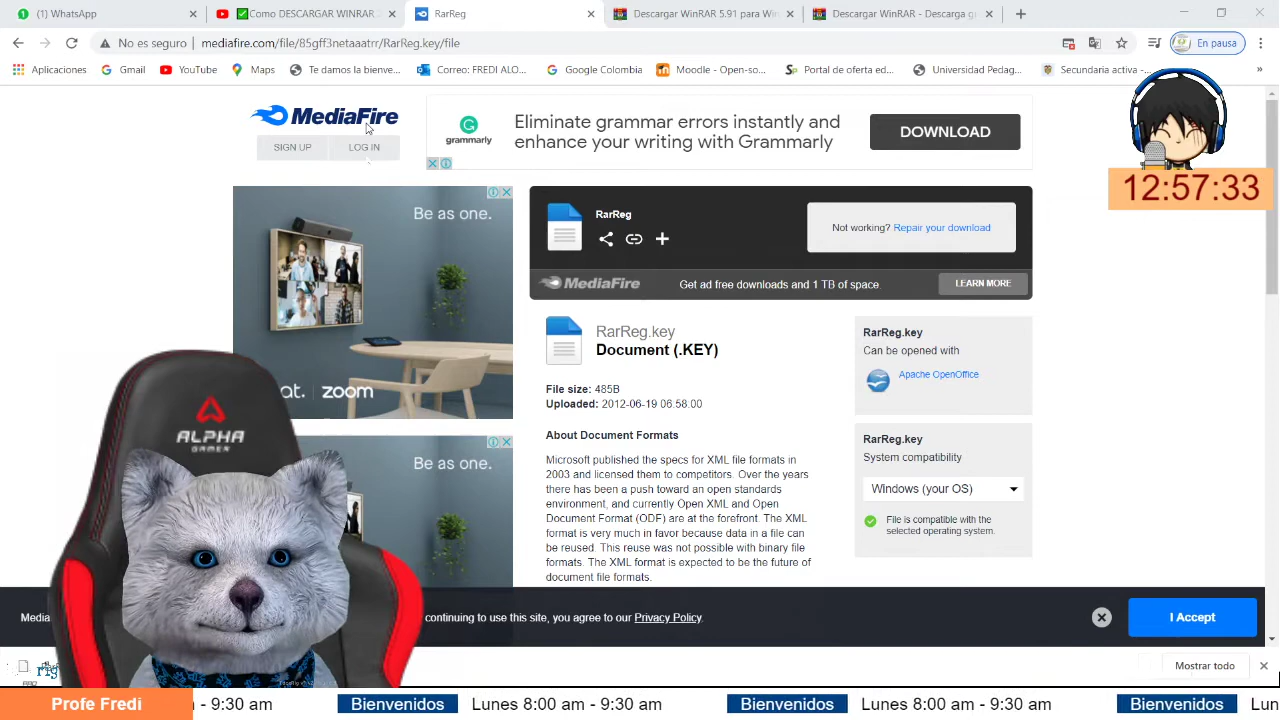 (1) WhatsApp
Como DESCARGAR WINRAR
RarReg
Descargar WinRAR 5.91 para Win
Descargar WinRAR - Descarga gr
No es seguro
mediafire.com/file/85gff3netaaatr/RarReg.key/file
En pausa
Aplicaciones
Gmail
YouTube
Maps
Te damos la bienve...
Correo: FREDI ALO...
Google Colombia
Moodle - Open-so...
Portal de oferta ed...
Universidad Pedag...
Secundaria activa -...
MediaFire
SIGN UP
LOG IN
grammarly
Eliminate grammar errors instantly and
enhance your writing with Grammarly
DOWNLOAD
12:57:33
Be as one.
at. | zoom
Be as one.
RarReg
Not working? Repair your download
MediaFire
Get ad free downloads and 1 TB of space.
LEARN MORE
RarReg.key
Document (.KEY)
File size: 485B
Uploaded: 2012-06-19 06:58.00
About Document Formats
Microsoft published the specs for XML file formats in
2003 and licensed them to competitors. Over the years
there has been a push toward an open standards
environment, and currently Open XML and Open
Document Format (ODF) are at the forefront. The XML
format is very much in favor because data in a file can
be reused. This reuse was not possible with binary file
formats. The XML format is expected to be the future of
document file formats.
RarReg.key
Can be opened with
Apache OpenOffice
RarReg.key
System compatibility
Windows (your OS)
File is compatible with the
selected operating system.
ALPHA
GAMER
Media
continuing to use this site, you agree to our Privacy Policy.
I Accept
Mostrar todo
Profe Fredi
- 9:30 am
Bienvenidos
Lunes 8:00 am - 9:30 am
Bienvenidos
Lunes 8:00 am - 9:30 am
Bienvenidos
Lun